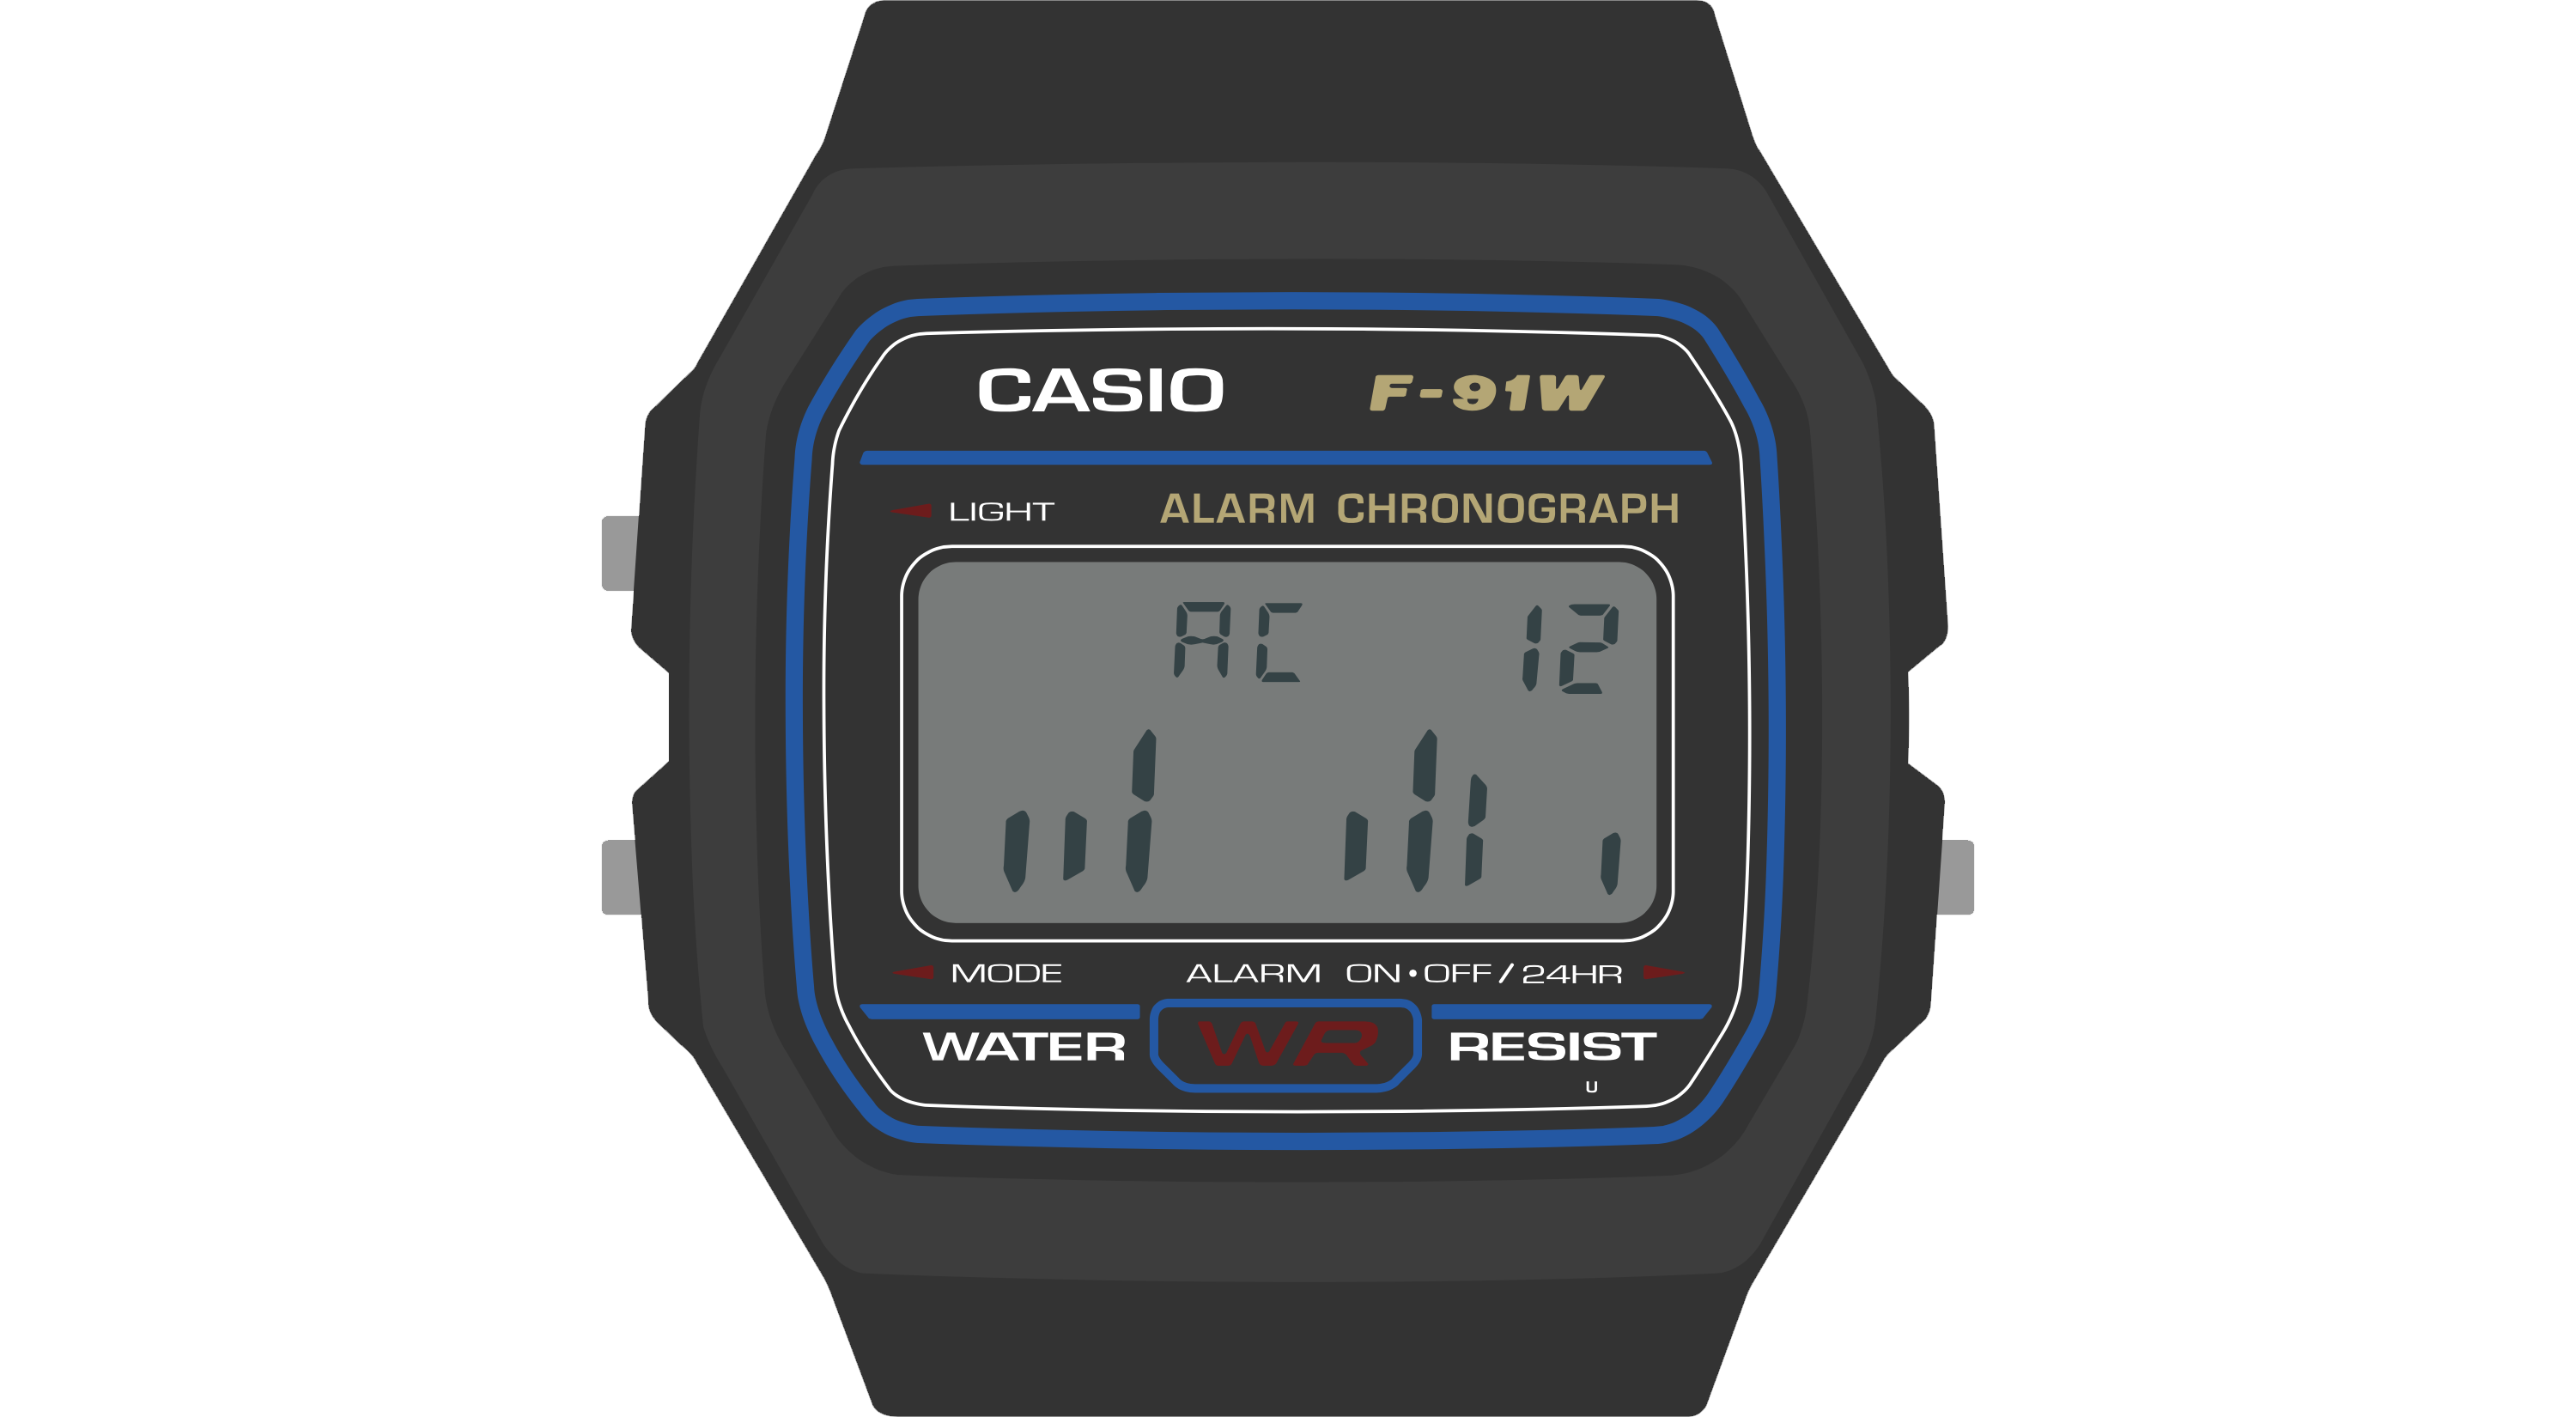 CASIO F-91W
LIGHT ALARM CHRONOGRAPH
AC 12
MODE ALARM ON•OFF/24HR
WATER WR RESIST
U